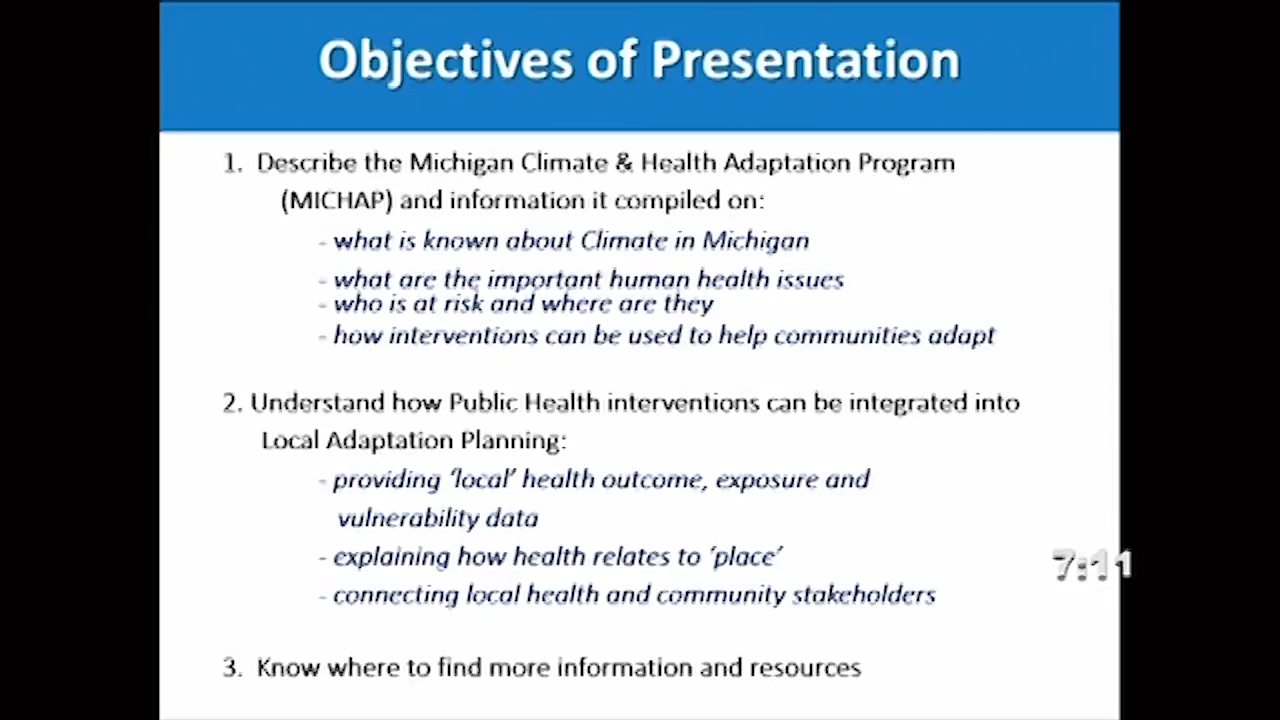 Objectives of Presentation
1. Describe the Michigan Climate & Health Adaptation Program
(MICHAP) and information it compiled on:
- what is known about Climate in Michigan
- what are the important human health issues
- who is at risk and where are they
- how interventions can be used to help communities adapt
2. Understand how Public Health interventions can be integrated into
Local Adaptation Planning:
- providing ‘local’ health outcome, exposure and
vulnerability data
- explaining how health relates to ‘place’
7:11
- connecting local health and community stakeholders
3. Know where to find more information and resources